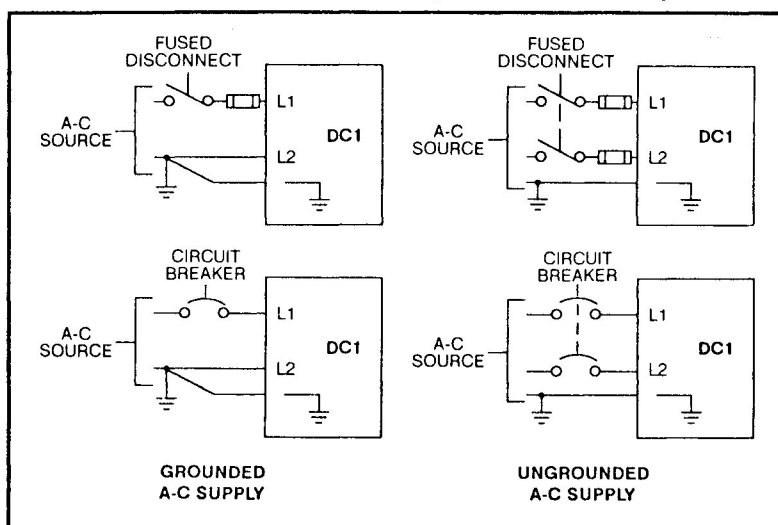 FUSED
DISCONNECT
A-C
SOURCE
L1
DC1
L2
FUSED
DISCONNECT
A-C
SOURCE
L1
DC1
L2
CIRCUIT
BREAKER
A-C
SOURCE
L1
DC1
L2
CIRCUIT
BREAKER
A-C
SOURCE
L1
DC1
L2
GROUNDED
A-C SUPPLY
UNGROUNDED
A-C SUPPLY